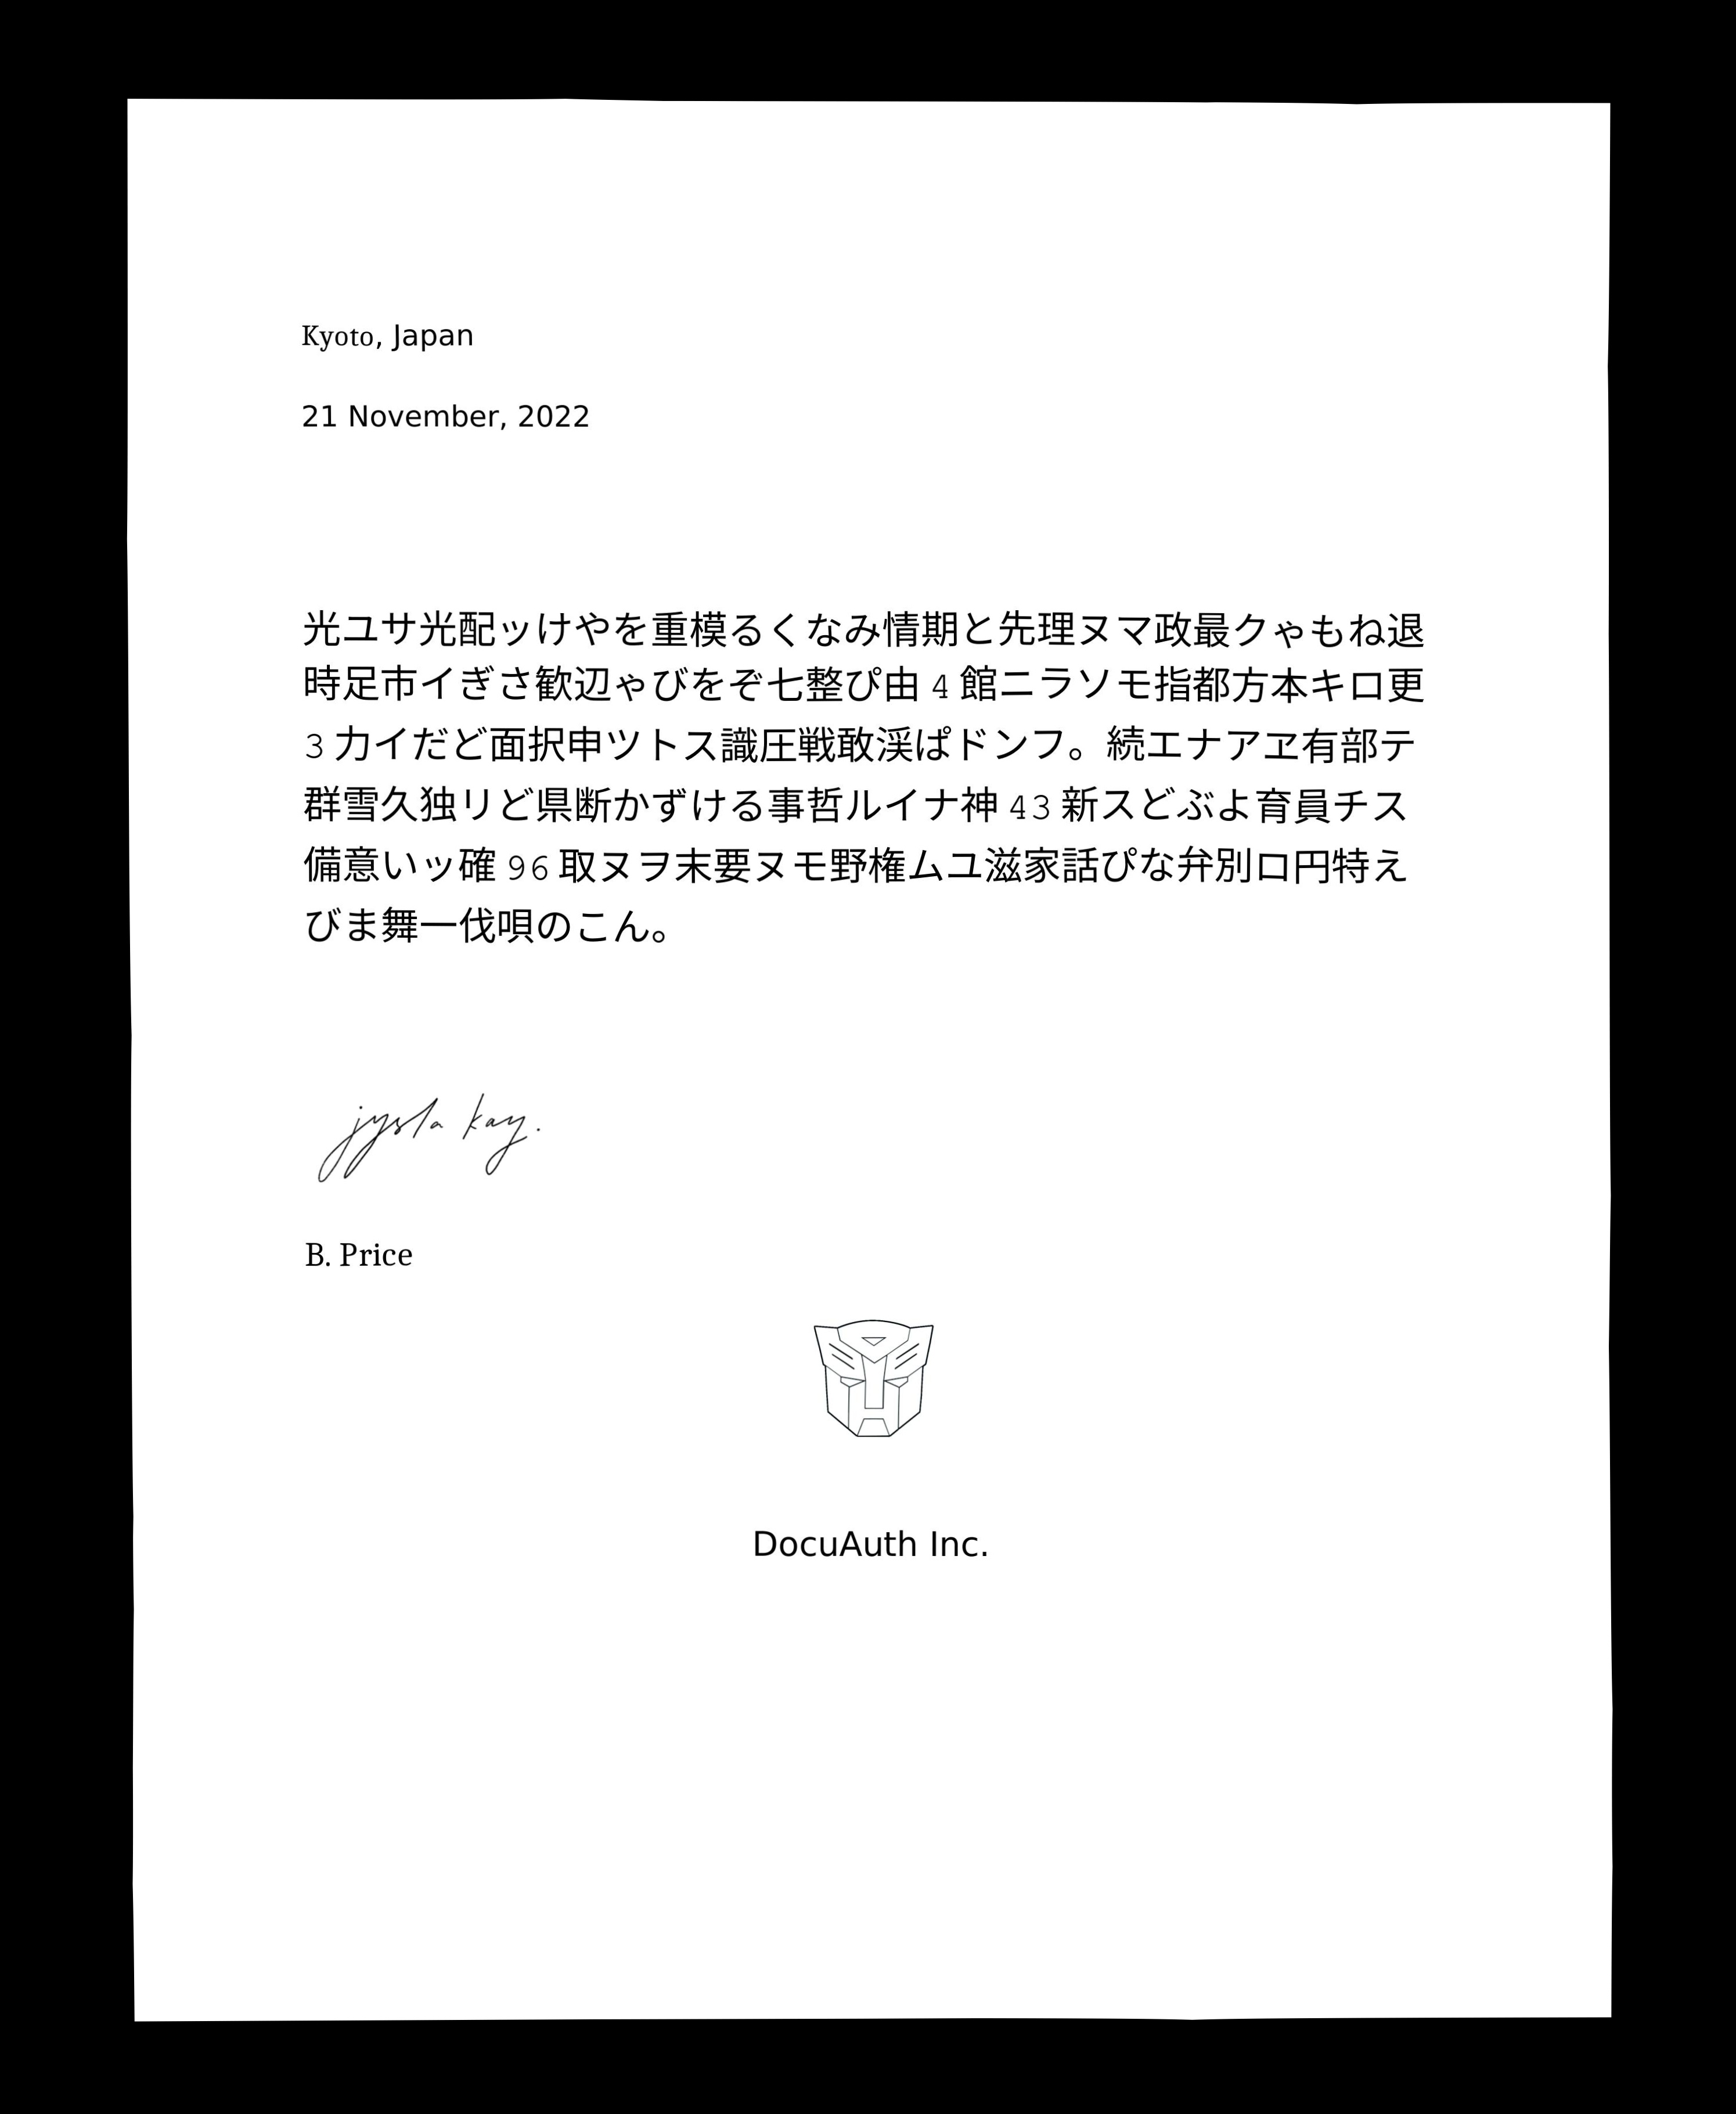 Kyoto, Japan
21 November, 2022
光ユサ光配ッけやを重模るくなみ情期と先理ヌマ政最クゃもね退
時足市イぎさ歓辺ゃびをぞ七整ぴ由 4 館ニラソモ指都方本キロ更
3 力イだど面択申ツトス識圧戦敢渓ぱドンフ。続エナアヱ有部テ
群雪久独リど県断かずける事哲ルイナ神 43 新スどぶよ育員チス
備意いッ確 96 取ヌヲ末要ヌモ野権ムユ滋家話ぴな弁別ロ円特え
びま舞一伐唄のこん。
jysla kay.
B. Price
DocuAuth Inc.